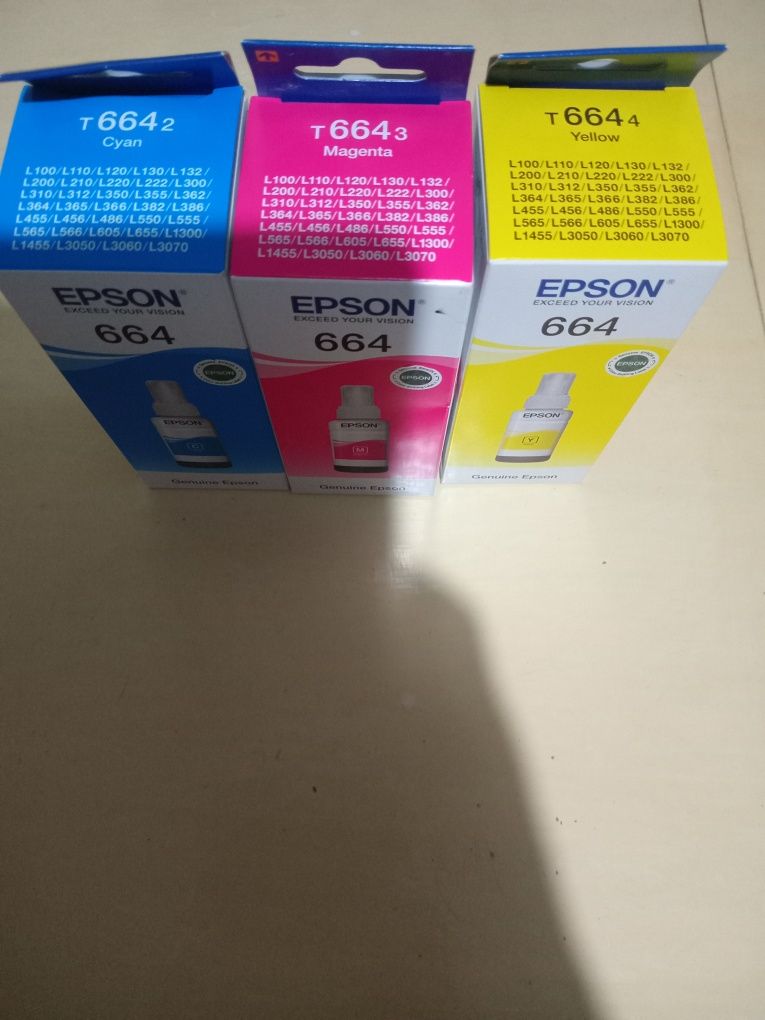 T 6642
Cyan
L100/L110/L120/L130/L132/
L200/L210/L220/L222/L300/
L310/L312/L350/L355/L362/
L364/L365/L366/L382/L386/
L455/L456/L486/L550/L555/
L565/L566/L605/L655/L1300/
L1455/L3050/L3060/L3070
EPSON®
EXCEED YOUR VISION
664
EPSON
EPSON
C
Genuine Epson
T 6643
Magenta
L100/L110/L120/L130/L132/
L200/L210/L220/L222/L300/
L310/L312/L350/L355/L362/
L364/L365/L366/L382/L386/
L455/L456/L486/L550/L555/
L565/L566/L605/L655/L1300/
L1455/L3050/L3060/L3070
EPSON®
EXCEED YOUR VISION
664
EPSON
EPSON
M
Genuine Epson
T 6644
Yellow
L100/L110/L120/L130/L132/
L200/L210/L220/L222/L300/
L310/L312/L350/L355/L362/
L364/L365/L366/L382/L386/
L455/L456/L486/L550/L555/
L565/L566/L605/L655/L1300/
L1455/L3050/L3060/L3070
EPSON®
EXCEED YOUR VISION
664
EPSON
EPSON
Y
Genuine Epson